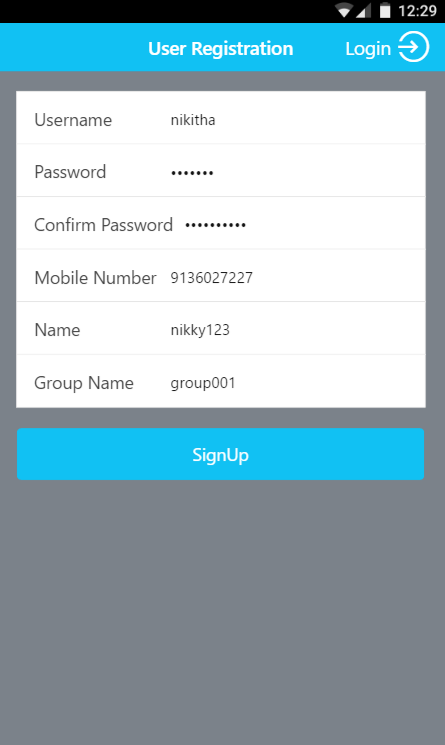 12:29
User Registration Login
Username nikitha
Password •••••••
Confirm Password ••••••••••
Mobile Number 9136027227
Name nikky123
Group Name group001
SignUp